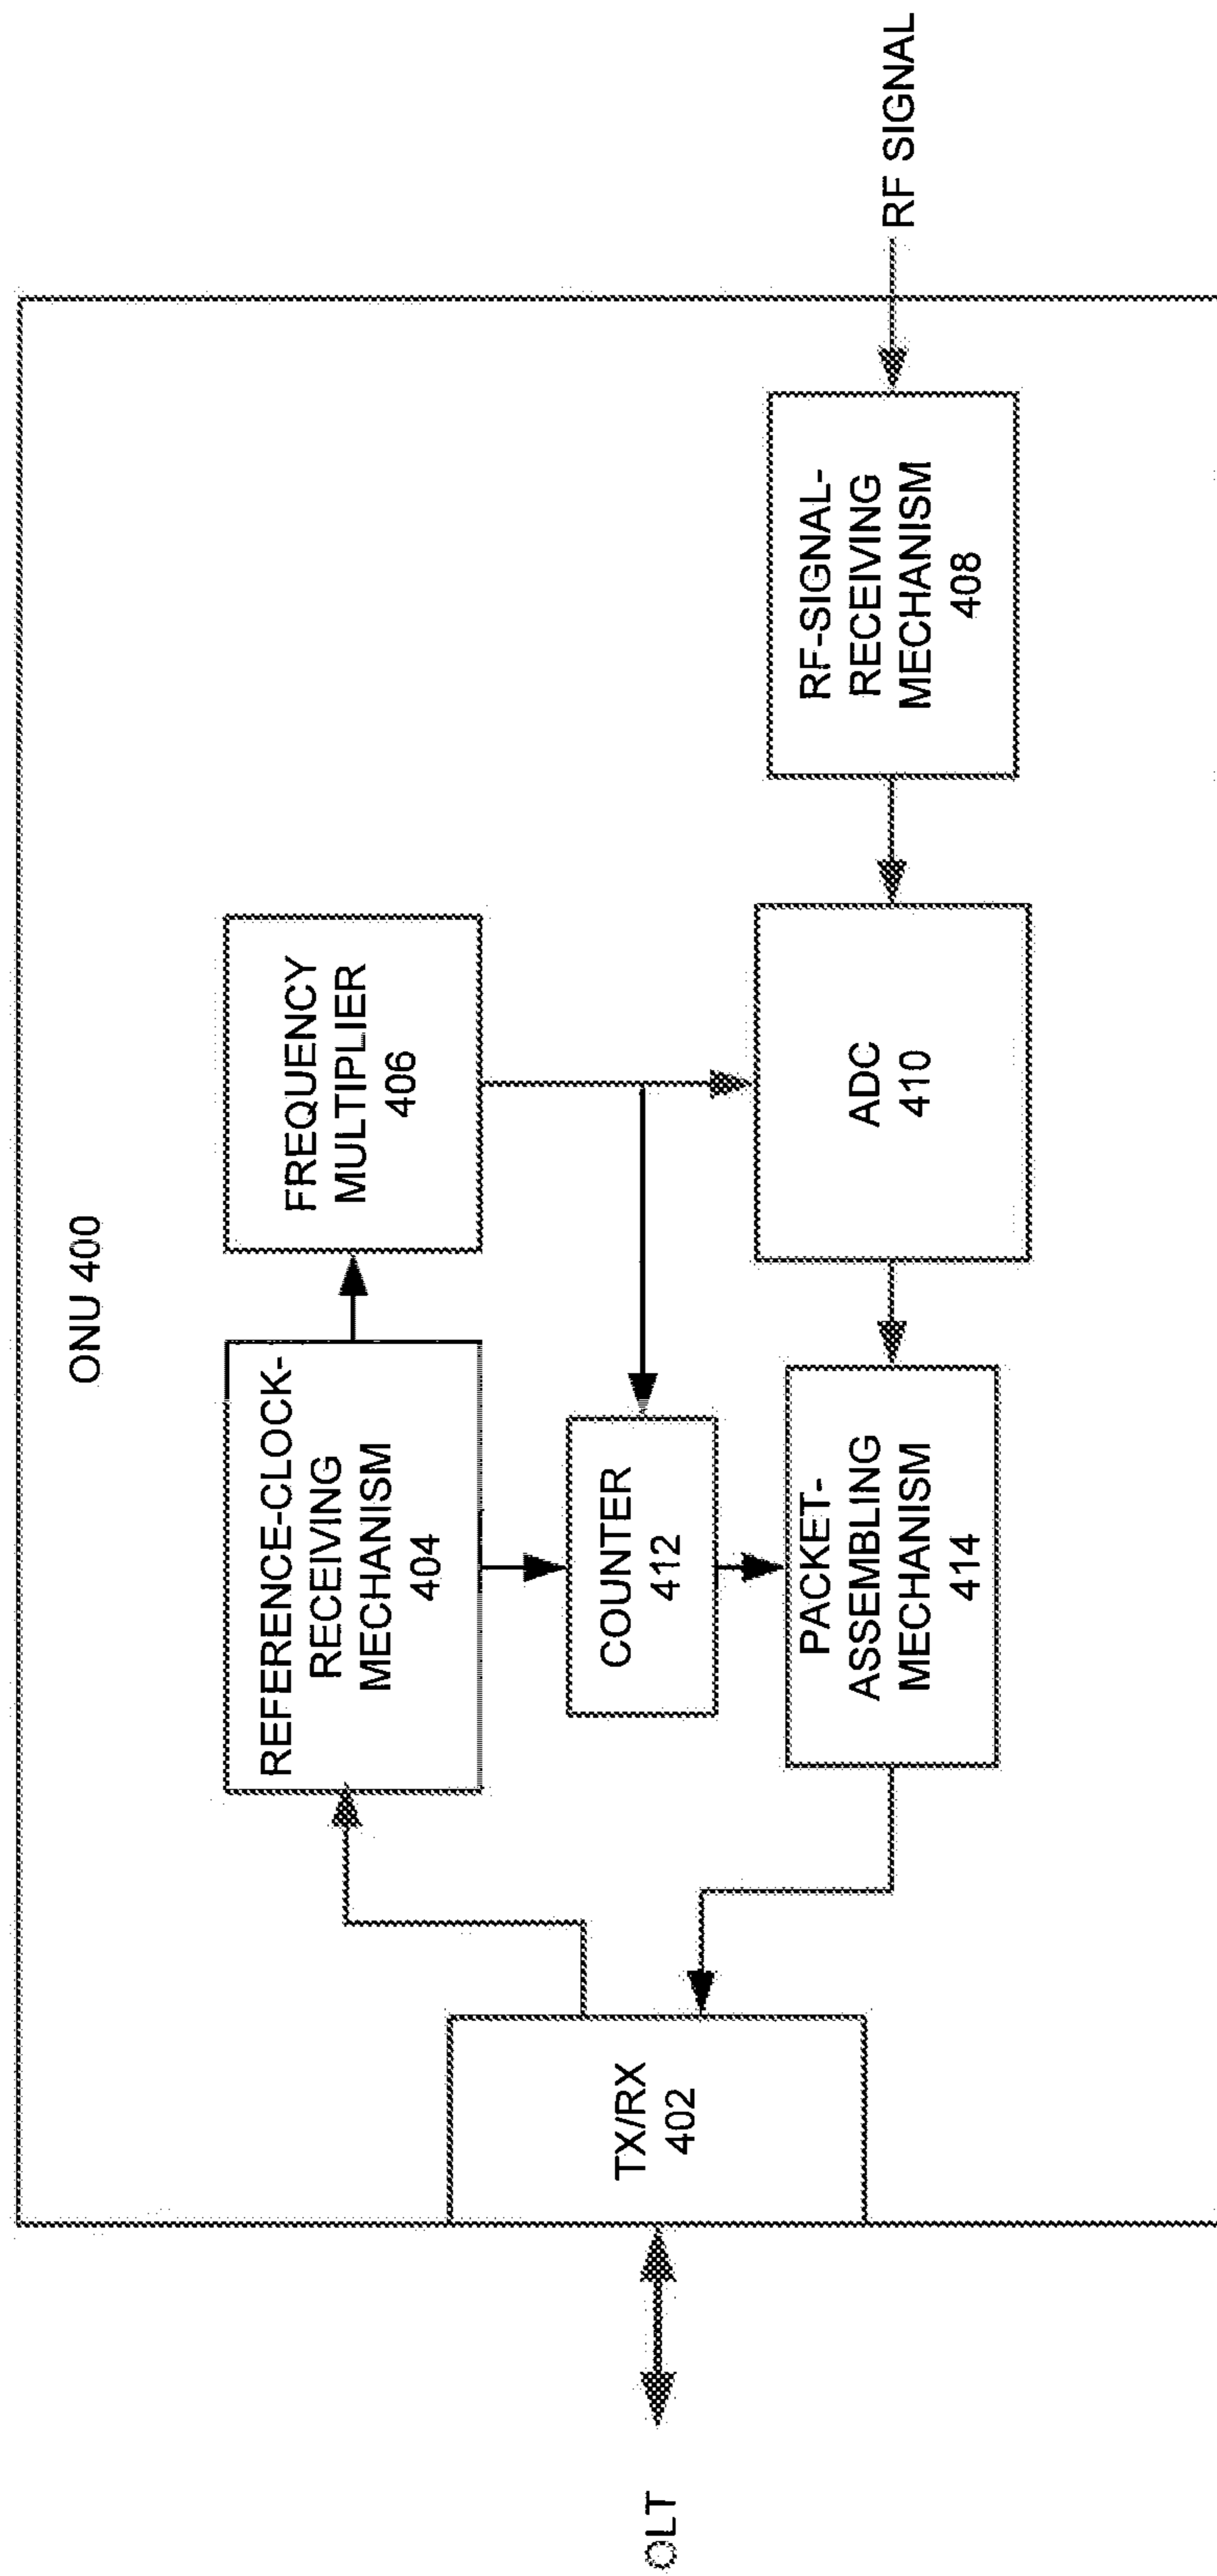 ONU 400
REFERENCE-CLOCK-
RECEIVING
MECHANISM
404
FREQUENCY
MULTIPLIER
406
TX/RX
402
COUNTER
412
OLT
PACKET-
ASSEMBLING
MECHANISM
414
ADC
410
RF-SIGNAL-
RECEIVING
MECHANISM
408
RF SIGNAL